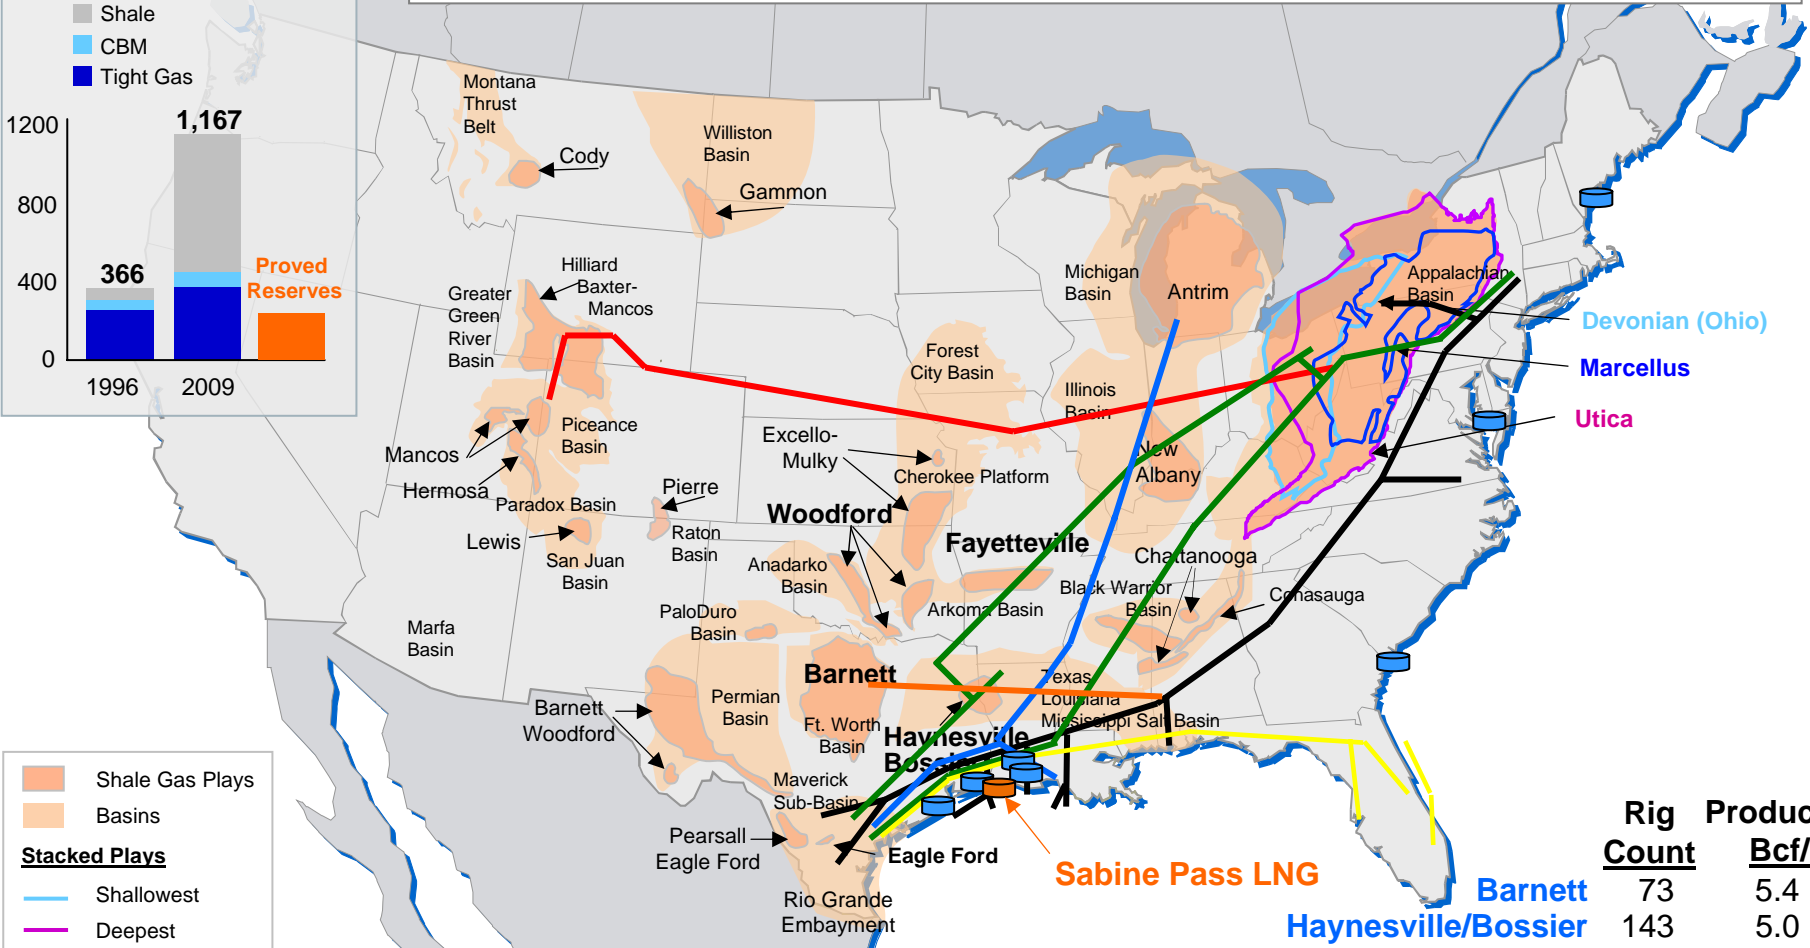 Shale
CBM
Tight Gas
1200
800
400
0
366
1,167
Proved
Reserves
1996
2009
Montana
Thrust
Belt
Cody
Williston
Basin
Gammon
Hilliard
Baxter-
Mancos
Greater
Green
River
Basin
Michigan
Basin
Antrim
Appalachian
Basin
Devonian (Ohio)
Marcellus
Utica
Forest
City Basin
Illinois
Basin
Piceance
Basin
Mancos
Hermosa
Paradox Basin
Excello-
Mulky
Cherokee Platform
New
Albany
Pierre
Raton
Basin
Woodford
Lewis
San Juan
Basin
Fayetteville
Anadarko
Basin
Chattanooga
Black Warrior
Basin
Conasauga
Arkoma Basin
PaloDuro
Basin
Marfa
Basin
Barnett
Texas
Louisiana
Mississippi Salt Basin
Permian
Basin
Ft. Worth
Basin
Barnett
Woodford
Haynesville
Bossier
Maverick
Sub-Basin
Pearsall
Eagle Ford
Eagle Ford
Sabine Pass LNG
Rio Grande
Embayment
Shale Gas Plays
Basins
Stacked Plays
Shallowest
Deepest
Rig
Count
Produc
Bcf/
Barnett 73 5.4
Haynesville/Bossier 143 5.0